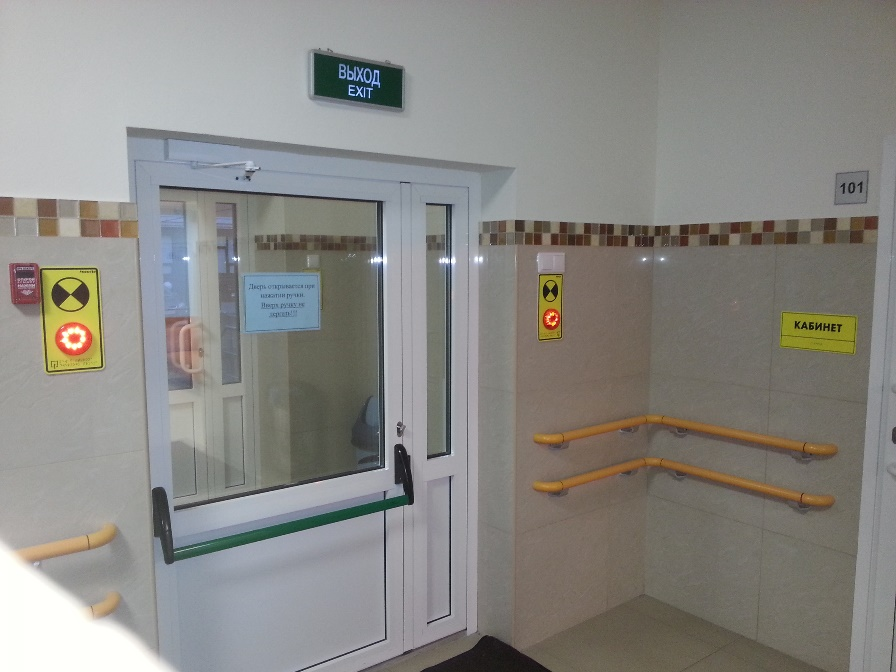 ВЫХОД
EXIT
101
Дверь открывается при
нажатии ручки.
Вверх ручку не
дергать!!!
КАБИНЕТ